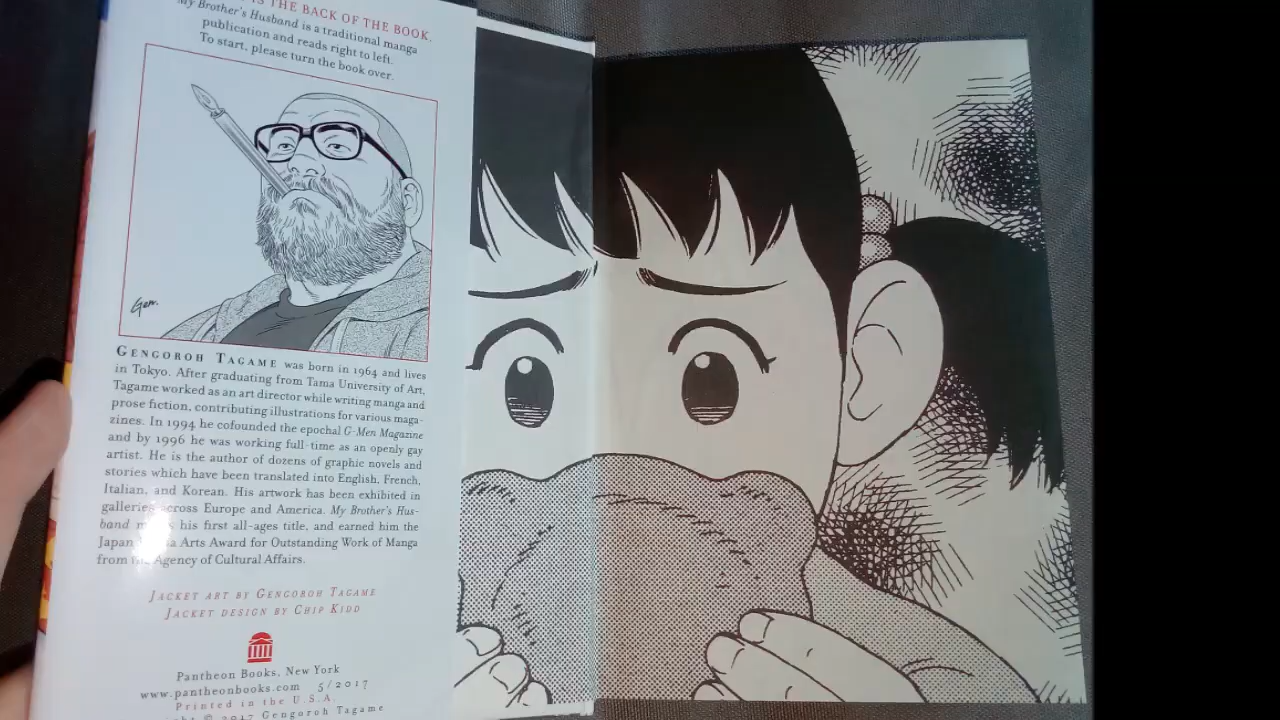 IS THE BACK OF THE BOOK.
My Brother's Husband is a traditional manga
publication and reads right to left.
To start, please turn the book over.
Gen.
GENGOROH TAGAME was born in 1964 and lives
in Tokyo. After graduating from Tama University of Art,
Tagame worked as an art director while writing manga and
prose fiction, contributing illustrations for various maga-
zines. In 1994 he cofounded the epochal G-Men Magazine
and by 1996 he was working full-time as an openly gay
artist. He is the author of dozens of graphic novels and
stories which have been translated into English, French,
Italian, and Korean. His artwork has been exhibited in
galleries across Europe and America. My Brother's Hus-
band his first all-ages title, and earned him the
Japan Arts Award for Outstanding Work of Manga
from the Agency of Cultural Affairs.
JACKET ART BY GENGOROH TAGAME
JACKET DESIGN BY CHIP KIDD
Pantheon Books, New York
www.pantheonbooks.com 5/2017
Printed in the U.S.A.
© 2017 Gengoroh Tagame